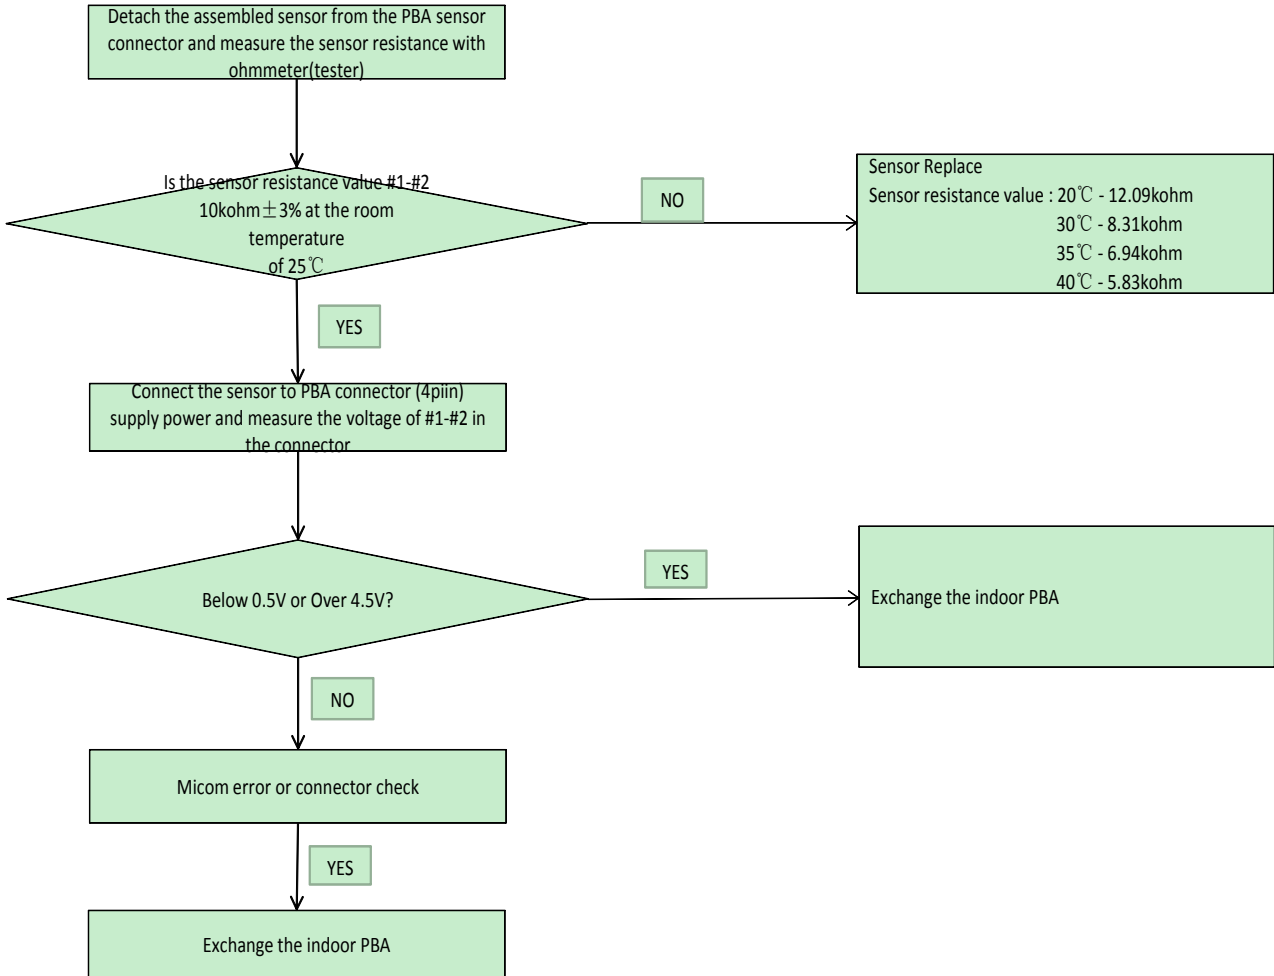 Detach the assembled sensor from the PBA sensor
connector and measure the sensor resistance with
ohmmeter(tester)
Is the sensor resistance value #1-#2
10kohm±3% at the room
temperature
of 25℃
NO
Sensor Replace
Sensor resistance value : 20℃ - 12.09kohm
30℃ - 8.31kohm
35℃ - 6.94kohm
40℃ - 5.83kohm
YES
Connect the sensor to PBA connector (4piin)
supply power and measure the voltage of #1-#2 in
the connector
Below 0.5V or Over 4.5V?
YES
Exchange the indoor PBA
NO
Micom error or connector check
YES
Exchange the indoor PBA